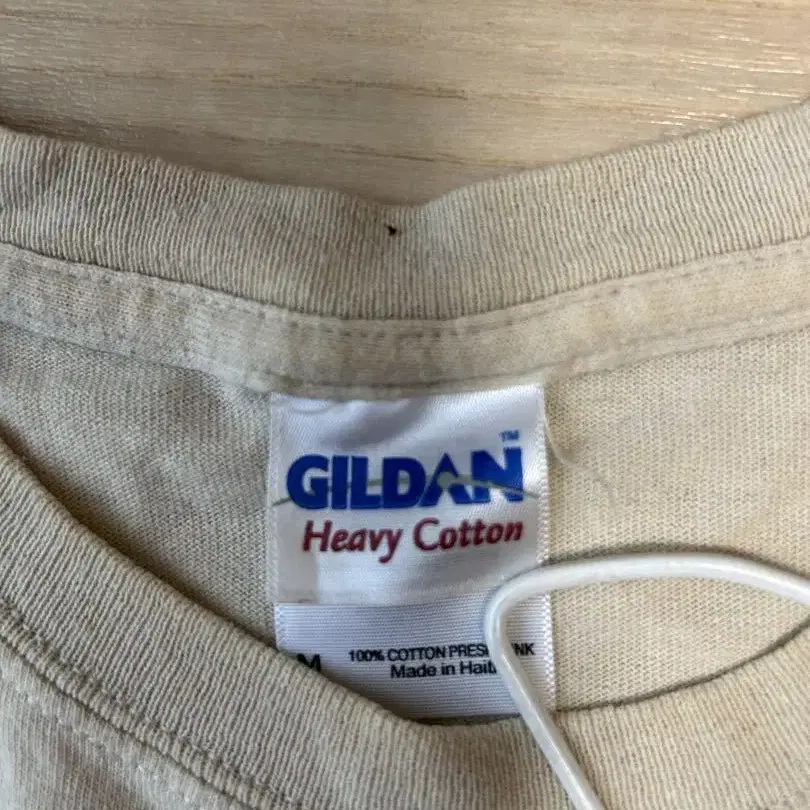 GILDAN™
Heavy Cotton
M
100% COTTON
Made in